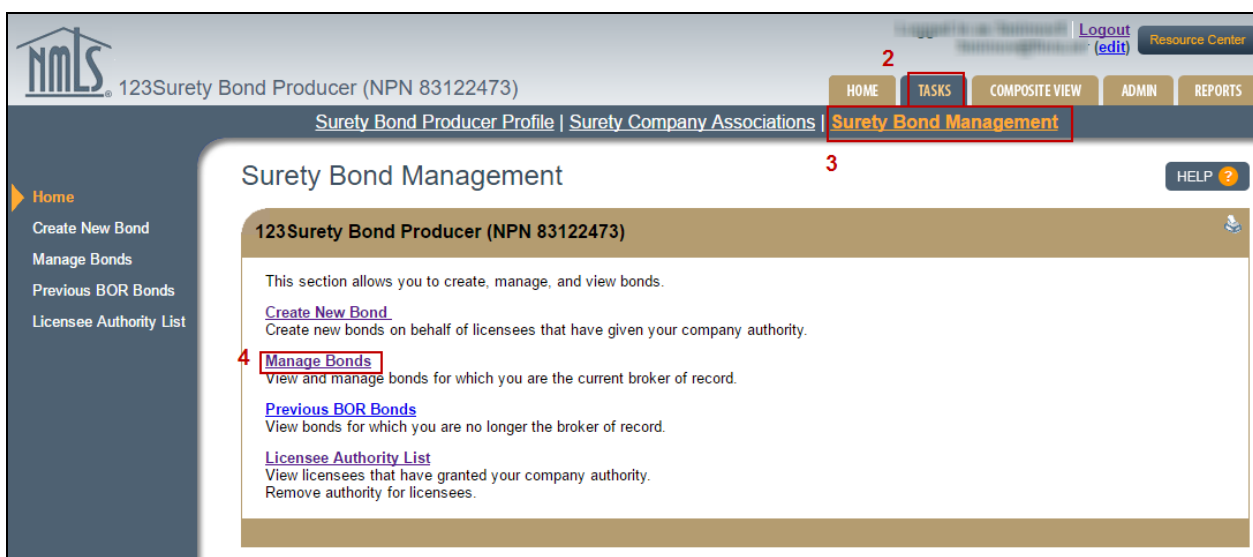 Logout
(edit)
Resource Center
2
NMLS® 123Surety Bond Producer (NPN 83122473)
HOME TASKS COMPOSITE VIEW ADMIN REPORTS
Surety Bond Producer Profile | Surety Company Associations | Surety Bond Management
3
Surety Bond Management
HELP ?
Home
Create New Bond
Manage Bonds
Previous BOR Bonds
Licensee Authority List
123Surety Bond Producer (NPN 83122473)
This section allows you to create, manage, and view bonds.
Create New Bond
Create new bonds on behalf of licensees that have given your company authority.
4 Manage Bonds
View and manage bonds for which you are the current broker of record.
Previous BOR Bonds
View bonds for which you are no longer the broker of record.
Licensee Authority List
View licensees that have granted your company authority.
Remove authority for licensees.